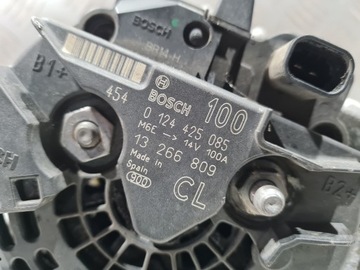 BOSCH
BR14-H
B1+
454
BOSCH 100
0 124 425 085
M6E -> 14V 100A
13 266 809
Made in
Spain
CL
B2+